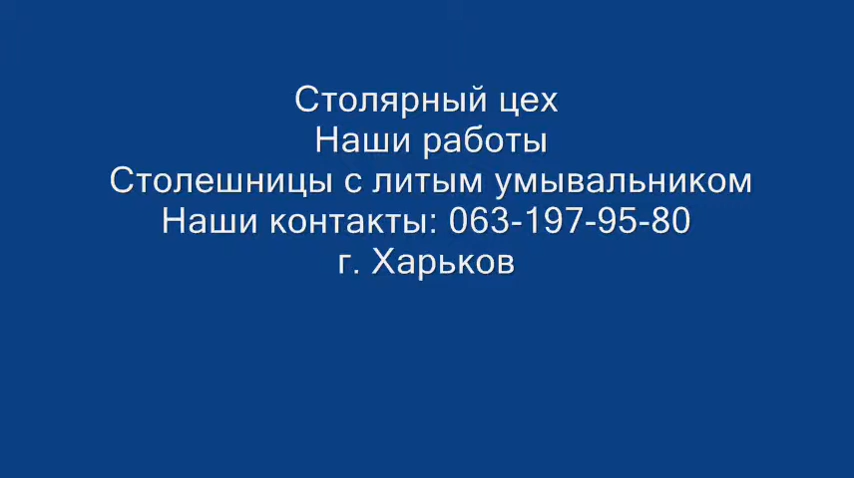 Столярный цех
Наши работы
Столешницы с литым умывальником
Наши контакты: 063-197-95-80
г. Харьков